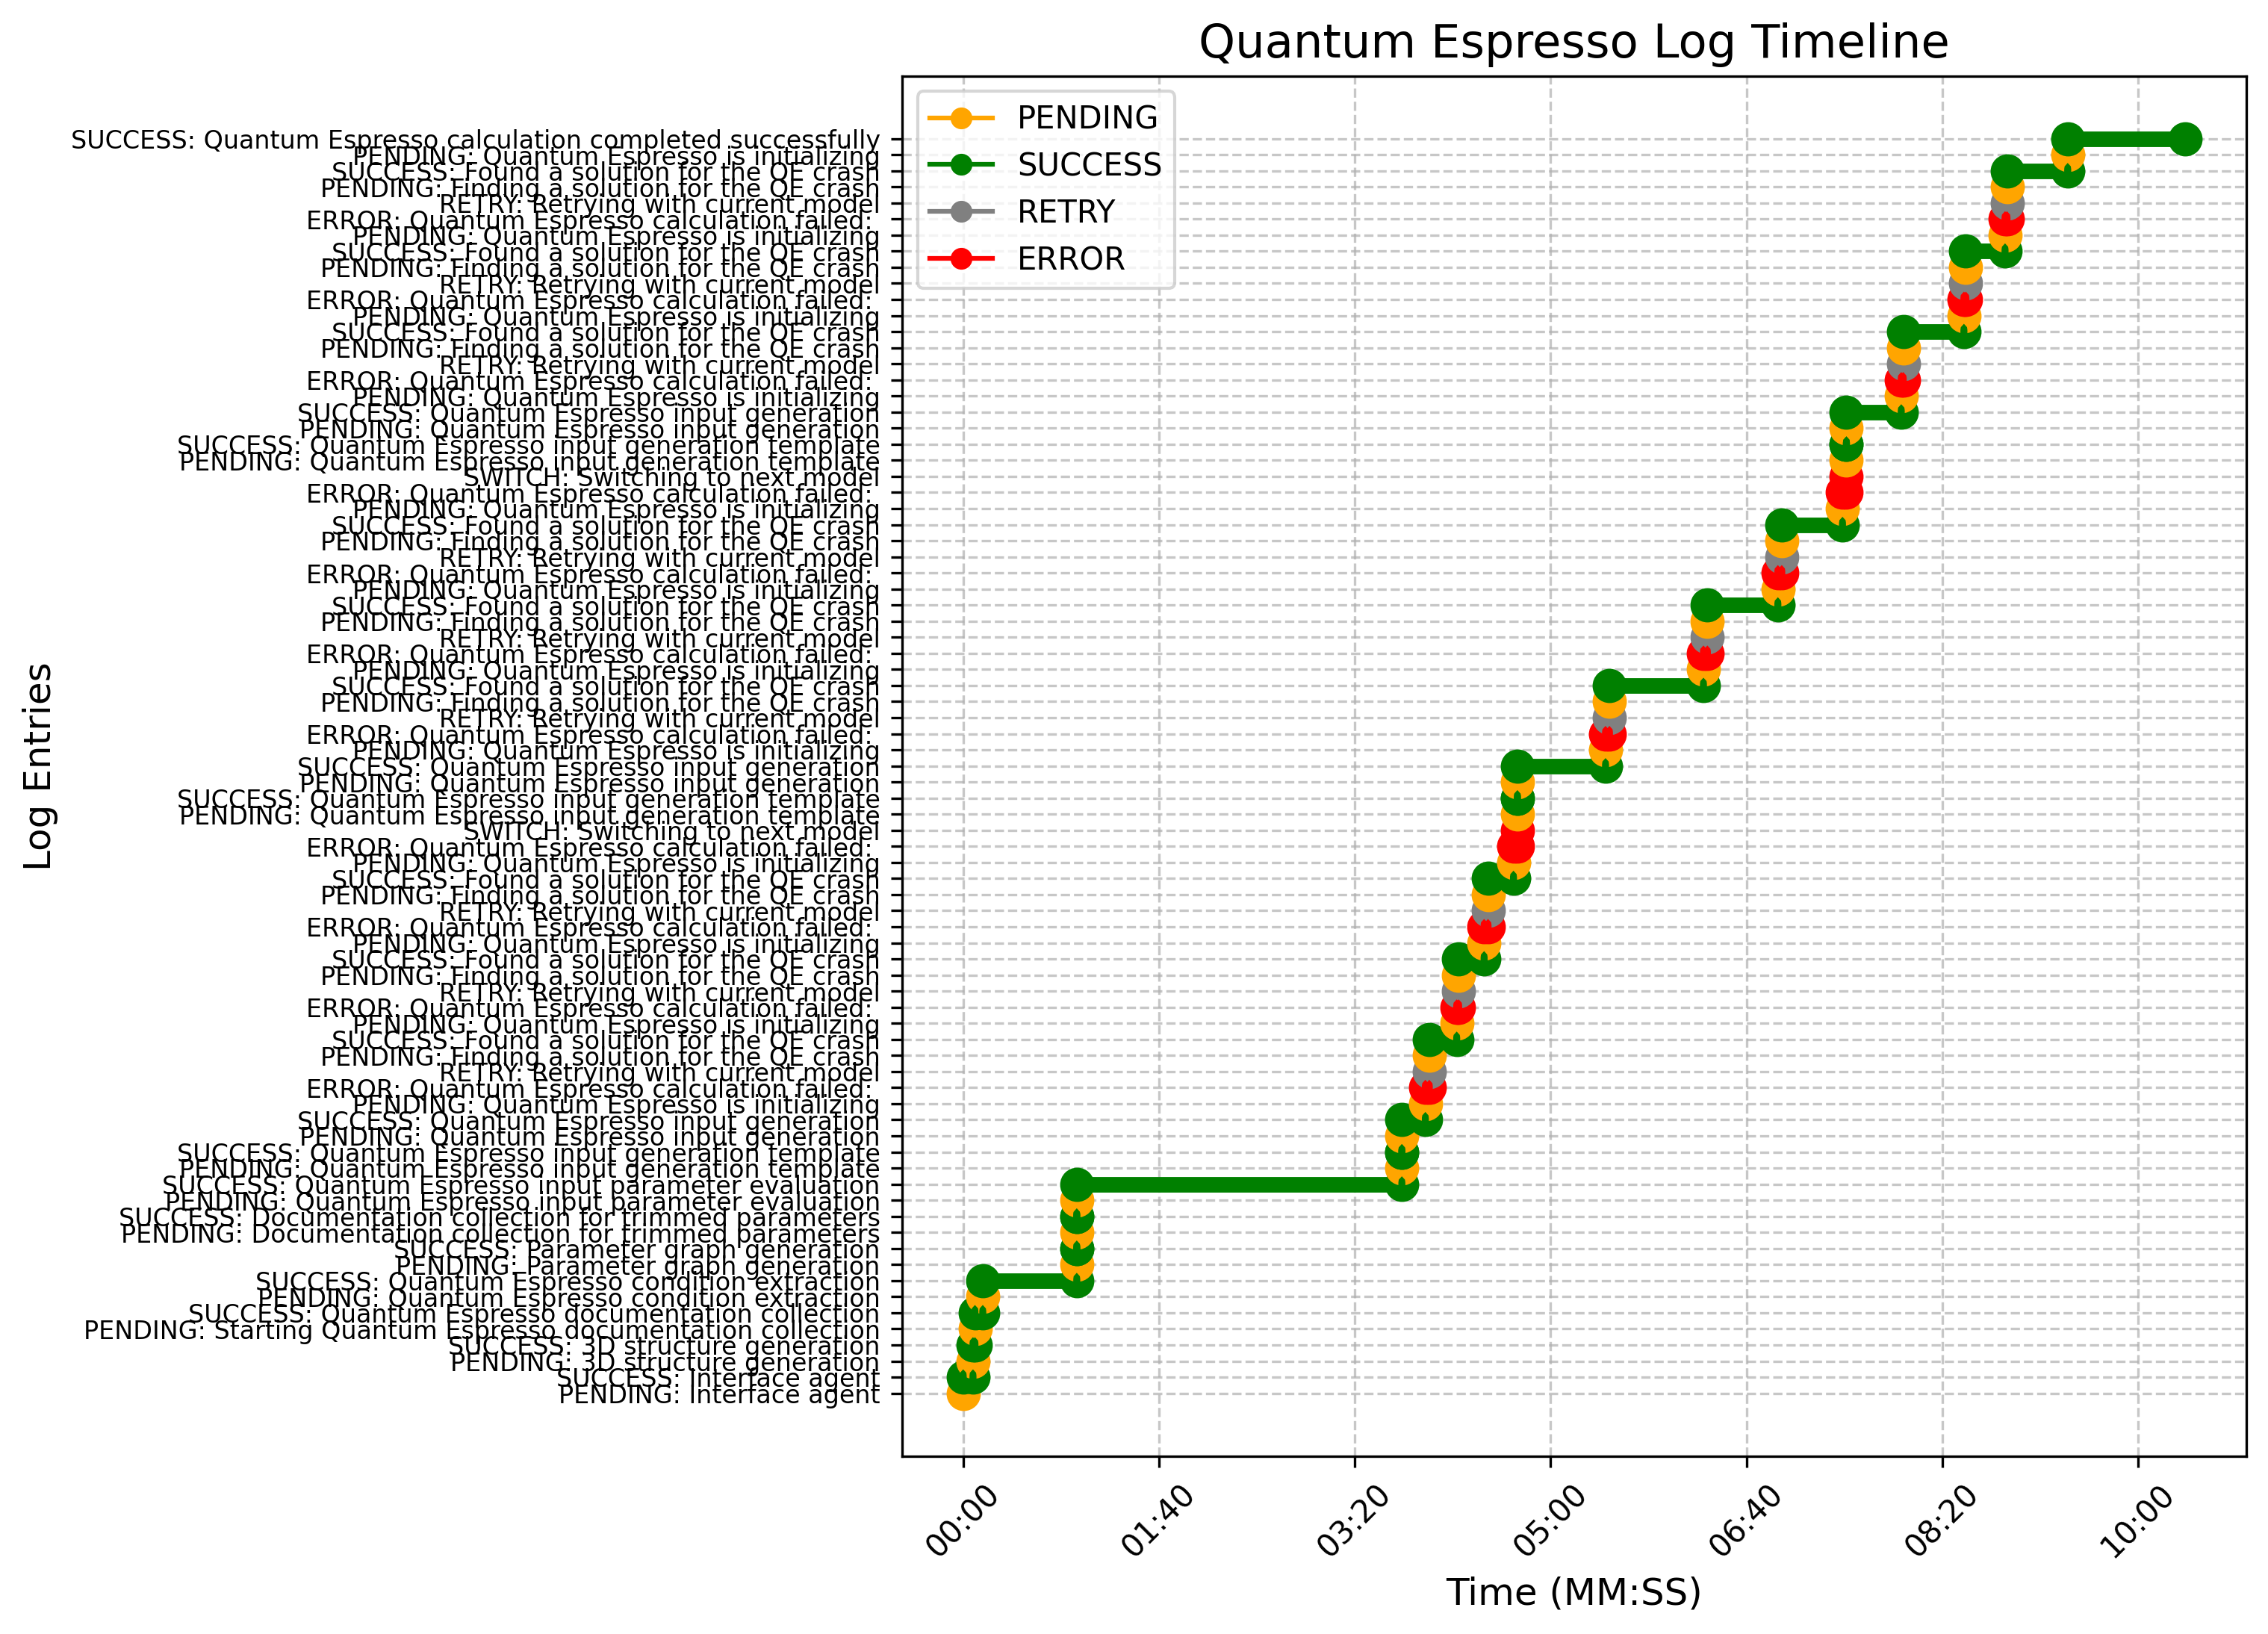 Quantum Espresso Log Timeline
PENDING
SUCCESS
RETRY
ERROR
SUCCESS: Quantum Espresso calculation completed successfully
PENDING: Quantum Espresso is initializing
SUCCESS: Found a solution for the QE crash
PENDING: Finding a solution for the QE crash
RETRY: Retrying with current model
ERROR: Quantum Espresso calculation failed:
PENDING: Quantum Espresso is initializing
SUCCESS: Found a solution for the QE crash
PENDING: Finding a solution for the QE crash
RETRY: Retrying with current model
ERROR: Quantum Espresso calculation failed:
PENDING: Quantum Espresso is initializing
SUCCESS: Found a solution for the QE crash
PENDING: Finding a solution for the QE crash
RETRY: Retrying with current model
ERROR: Quantum Espresso calculation failed:
PENDING: Quantum Espresso is initializing
SUCCESS: Quantum Espresso input generation
PENDING: Quantum Espresso input generation
SUCCESS: Quantum Espresso input generation template
PENDING: Quantum Espresso input generation template
SWITCH: Switching to next model
ERROR: Quantum Espresso calculation failed:
PENDING: Quantum Espresso is initializing
SUCCESS: Found a solution for the QE crash
PENDING: Finding a solution for the QE crash
RETRY: Retrying with current model
ERROR: Quantum Espresso calculation failed:
PENDING: Quantum Espresso is initializing
SUCCESS: Found a solution for the QE crash
PENDING: Finding a solution for the QE crash
RETRY: Retrying with current model
ERROR: Quantum Espresso calculation failed:
PENDING: Quantum Espresso is initializing
SUCCESS: Found a solution for the QE crash
PENDING: Finding a solution for the QE crash
RETRY: Retrying with current model
ERROR: Quantum Espresso calculation failed:
PENDING: Quantum Espresso is initializing
SUCCESS: Quantum Espresso input generation
PENDING: Quantum Espresso input generation
SUCCESS: Quantum Espresso input generation template
PENDING: Quantum Espresso input generation template
SWITCH: Switching to next model
ERROR: Quantum Espresso calculation failed:
PENDING: Quantum Espresso is initializing
SUCCESS: Found a solution for the QE crash
PENDING: Finding a solution for the QE crash
RETRY: Retrying with current model
ERROR: Quantum Espresso calculation failed:
PENDING: Quantum Espresso is initializing
SUCCESS: Found a solution for the QE crash
PENDING: Finding a solution for the QE crash
RETRY: Retrying with current model
ERROR: Quantum Espresso calculation failed:
PENDING: Quantum Espresso is initializing
SUCCESS: Found a solution for the QE crash
PENDING: Finding a solution for the QE crash
RETRY: Retrying with current model
ERROR: Quantum Espresso calculation failed:
PENDING: Quantum Espresso is initializing
SUCCESS: Quantum Espresso input generation
PENDING: Quantum Espresso input generation
SUCCESS: Quantum Espresso input generation template
PENDING: Quantum Espresso input generation template
SUCCESS: Quantum Espresso input parameter evaluation
PENDING: Quantum Espresso input parameter evaluation
SUCCESS: Documentation collection for trimmed parameters
PENDING: Documentation collection for trimmed parameters
SUCCESS: Parameter graph generation
PENDING: Parameter graph generation
SUCCESS: Quantum Espresso condition extraction
PENDING: Quantum Espresso condition extraction
SUCCESS: Quantum Espresso documentation collection
PENDING: Starting Quantum Espresso documentation collection
SUCCESS: 3D structure generation
PENDING: 3D structure generation
SUCCESS: Interface agent
PENDING: Interface agent
Log Entries
00:00
01:40
03:20
05:00
06:40
08:20
10:00
Time (MM:SS)